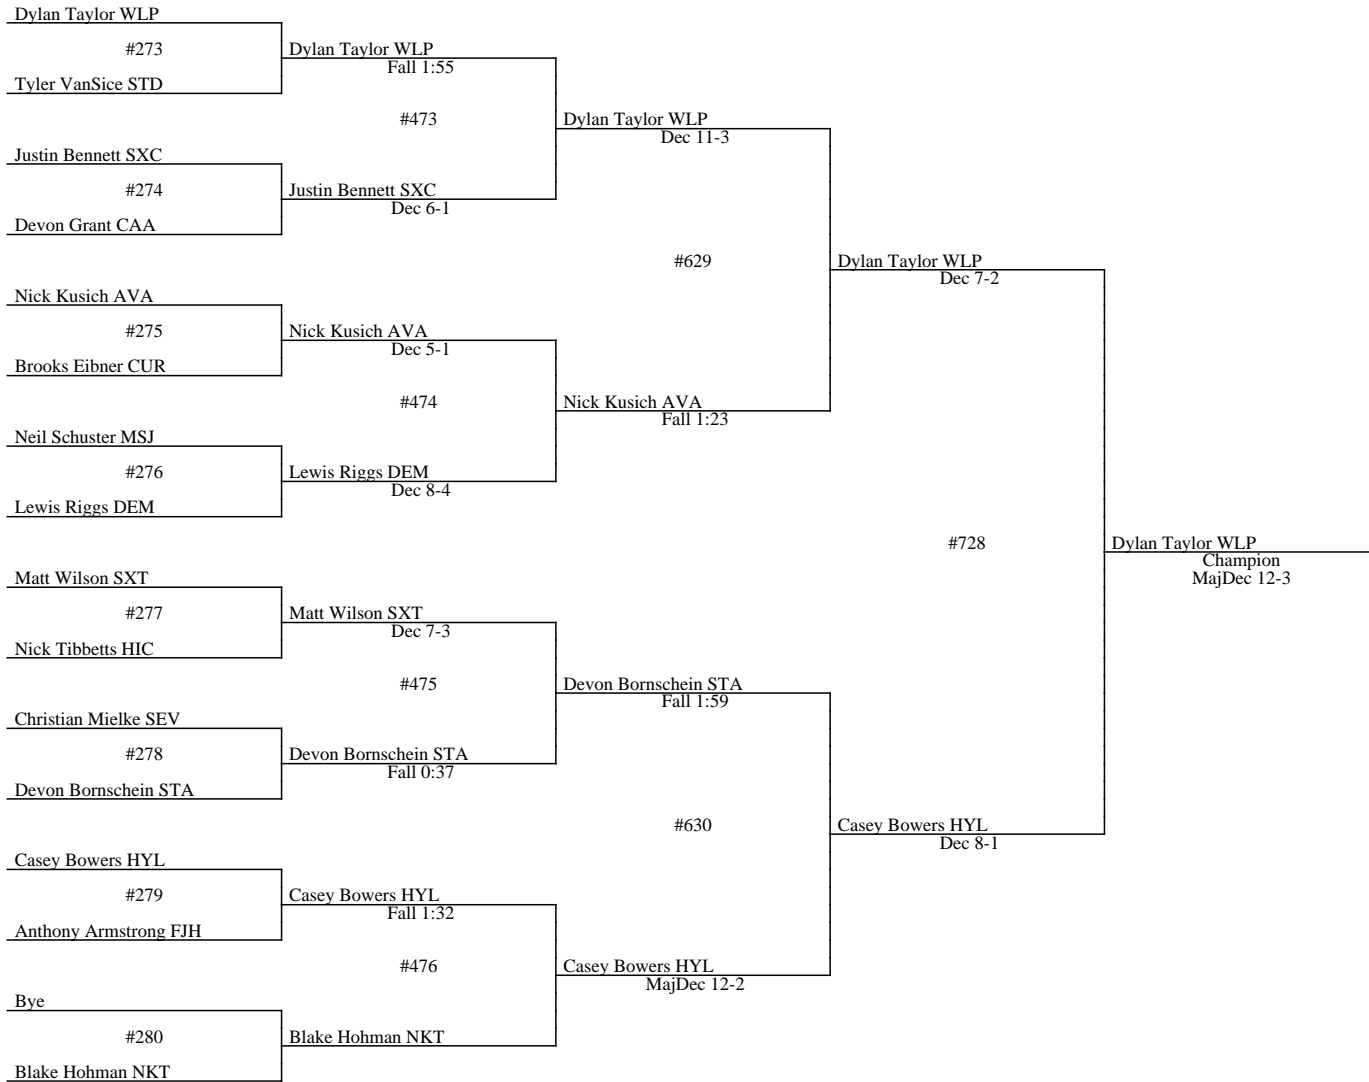 Dylan Taylor WLP
#273
Dylan Taylor WLP
Fall 1:55
Tyler VanSice STD
#473
Dylan Taylor WLP
Dec 11-3
Justin Bennett SXC
#274
Justin Bennett SXC
Dec 6-1
Devon Grant CAA
#629
Dylan Taylor WLP
Dec 7-2
Nick Kusich AVA
#275
Nick Kusich AVA
Dec 5-1
Brooks Eibner CUR
#474
Nick Kusich AVA
Fall 1:23
Neil Schuster MSJ
#276
Lewis Riggs DEM
Dec 8-4
Lewis Riggs DEM
#728
Dylan Taylor WLP
Champion
MajDec 12-3
Matt Wilson SXT
#277
Matt Wilson SXT
Dec 7-3
Nick Tibbetts HIC
#475
Devon Bornschein STA
Fall 1:59
Christian Mielke SEV
#278
Devon Bornschein STA
Fall 0:37
Devon Bornschein STA
#630
Casey Bowers HYL
Dec 8-1
Casey Bowers HYL
#279
Casey Bowers HYL
Fall 1:32
Anthony Armstrong FJH
#476
Casey Bowers HYL
MajDec 12-2
Bye
#280
Blake Hohman NKT
Blake Hohman NKT